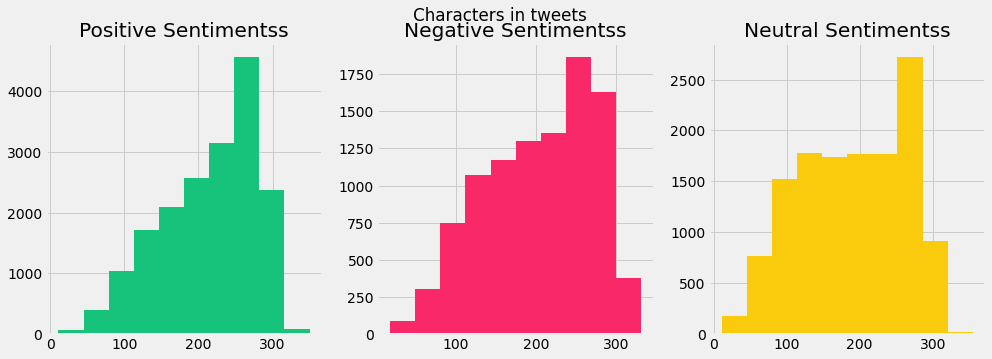 Characters in tweets
Positive Sentimentss
Negative Sentimentss
Neutral Sentimentss
4000
3000
2000
1000
0
0 100 200 300
1750
1500
1250
1000
750
500
250
0
100 200 300
2500
2000
1500
1000
500
0
0 100 200 300